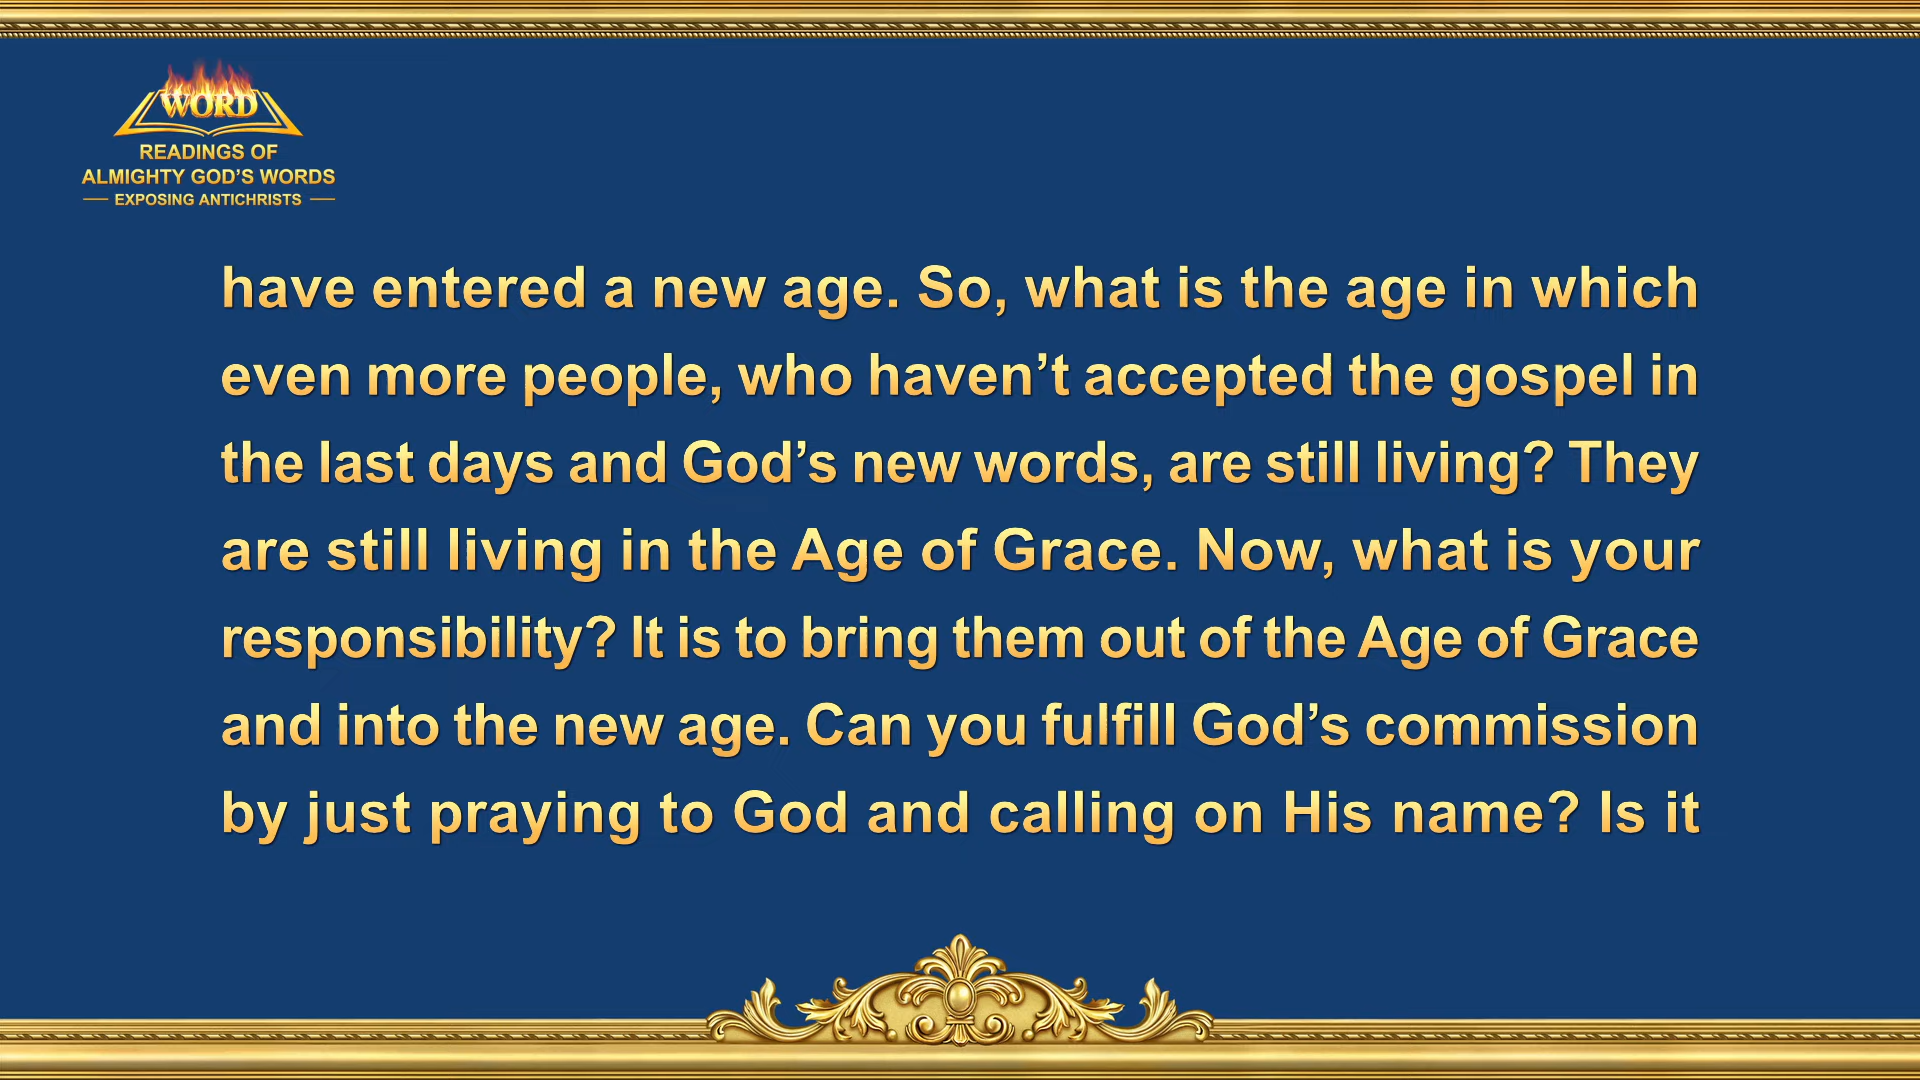 WORD
READINGS OF
ALMIGHTY GOD’S WORDS
EXPOSING ANTICHRISTS
have entered a new age. So, what is the age in which
even more people, who haven’t accepted the gospel in
the last days and God’s new words, are still living? They
are still living in the Age of Grace. Now, what is your
responsibility? It is to bring them out of the Age of Grace
and into the new age. Can you fulfill God’s commission
by just praying to God and calling on His name? Is it